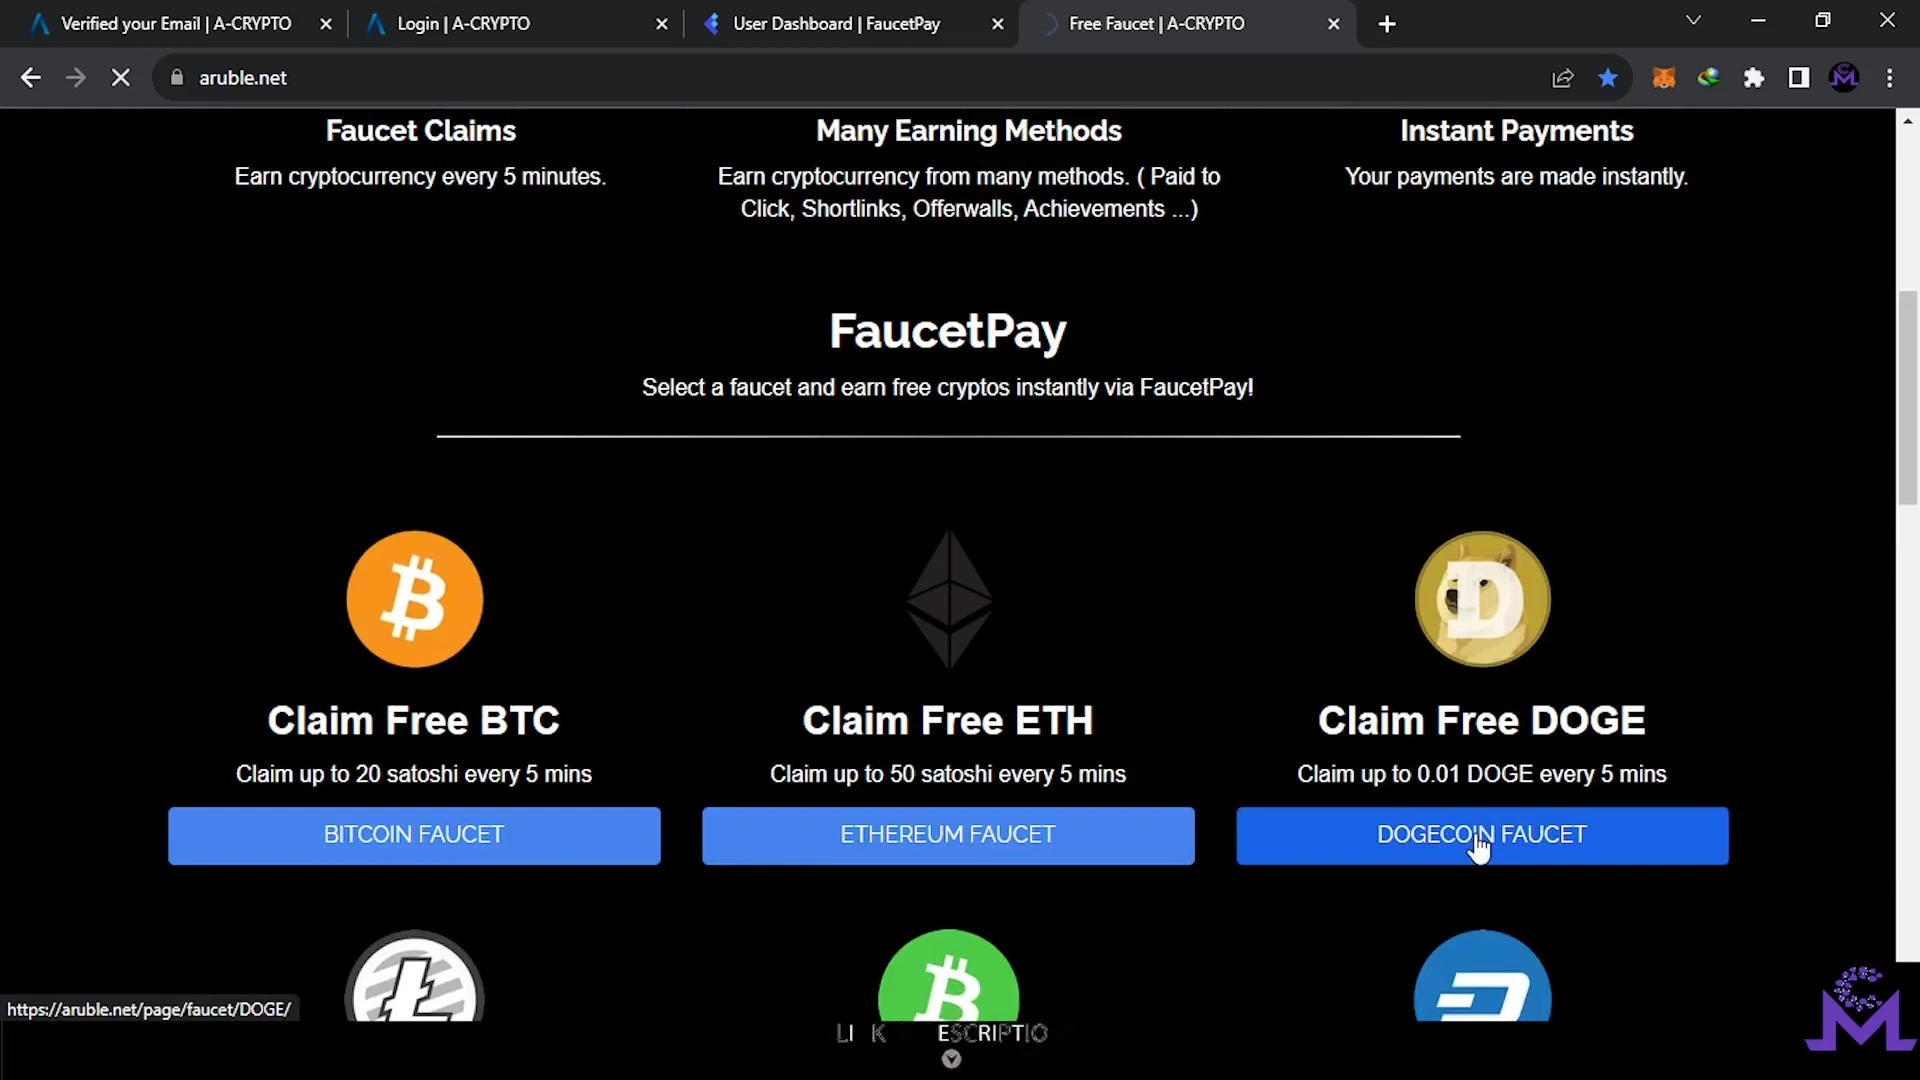 Verified your Email | A-CRYPTO
Login | A-CRYPTO
User Dashboard | FaucetPay
Free Faucet | A-CRYPTO
aruble.net
Faucet Claims
Many Earning Methods
Instant Payments
Earn cryptocurrency every 5 minutes.
Earn cryptocurrency from many methods. ( Paid to
Click, Shortlinks, Offerwalls, Achievements ...)
Your payments are made instantly.
FaucetPay
Select a faucet and earn free cryptos instantly via FaucetPay!
Claim Free BTC
Claim Free ETH
Claim Free DOGE
Claim up to 20 satoshi every 5 mins
Claim up to 50 satoshi every 5 mins
Claim up to 0.01 DOGE every 5 mins
BITCOIN FAUCET
ETHEREUM FAUCET
DOGECOIN FAUCET
https://aruble.net/page/faucet/DOGE/
LI K ESCRIPTIO